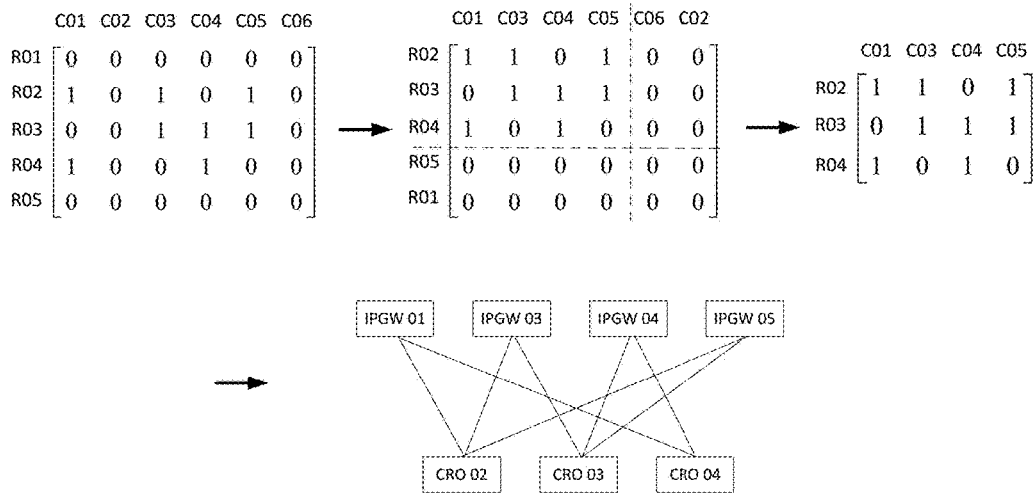 C01 C02 C03 C04 C05 C06
R01 0 0 0 0 0 0
R02 1 0 1 0 1 0
R03 0 0 1 1 1 0
R04 1 0 0 1 0 0
R05 0 0 0 0 0 0
C01 C03 C04 C05 C06 C02
R02 1 1 0 1 0 0
R03 0 1 1 1 0 0
R04 1 0 1 0 0 0
R05 0 0 0 0 0 0
R01 0 0 0 0 0 0
C01 C03 C04 C05
R02 1 1 0 1
R03 0 1 1 1
R04 1 0 1 0
IPGW 01 IPGW 03 IPGW 04 IPGW 05
CRO 02 CRO 03 CRO 04